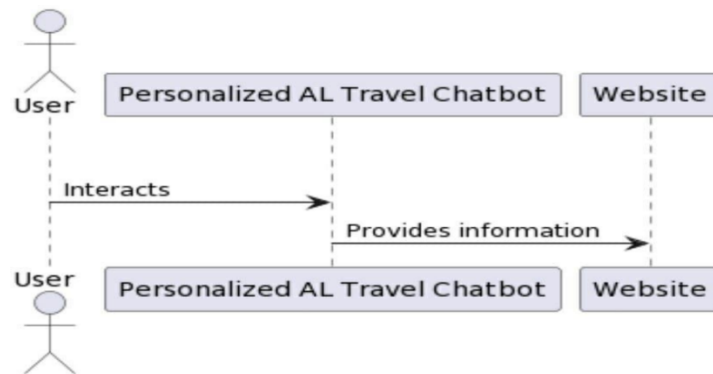 User
Personalized AL Travel Chatbot
Website
Interacts
Provides information
User
Personalized AL Travel Chatbot
Website